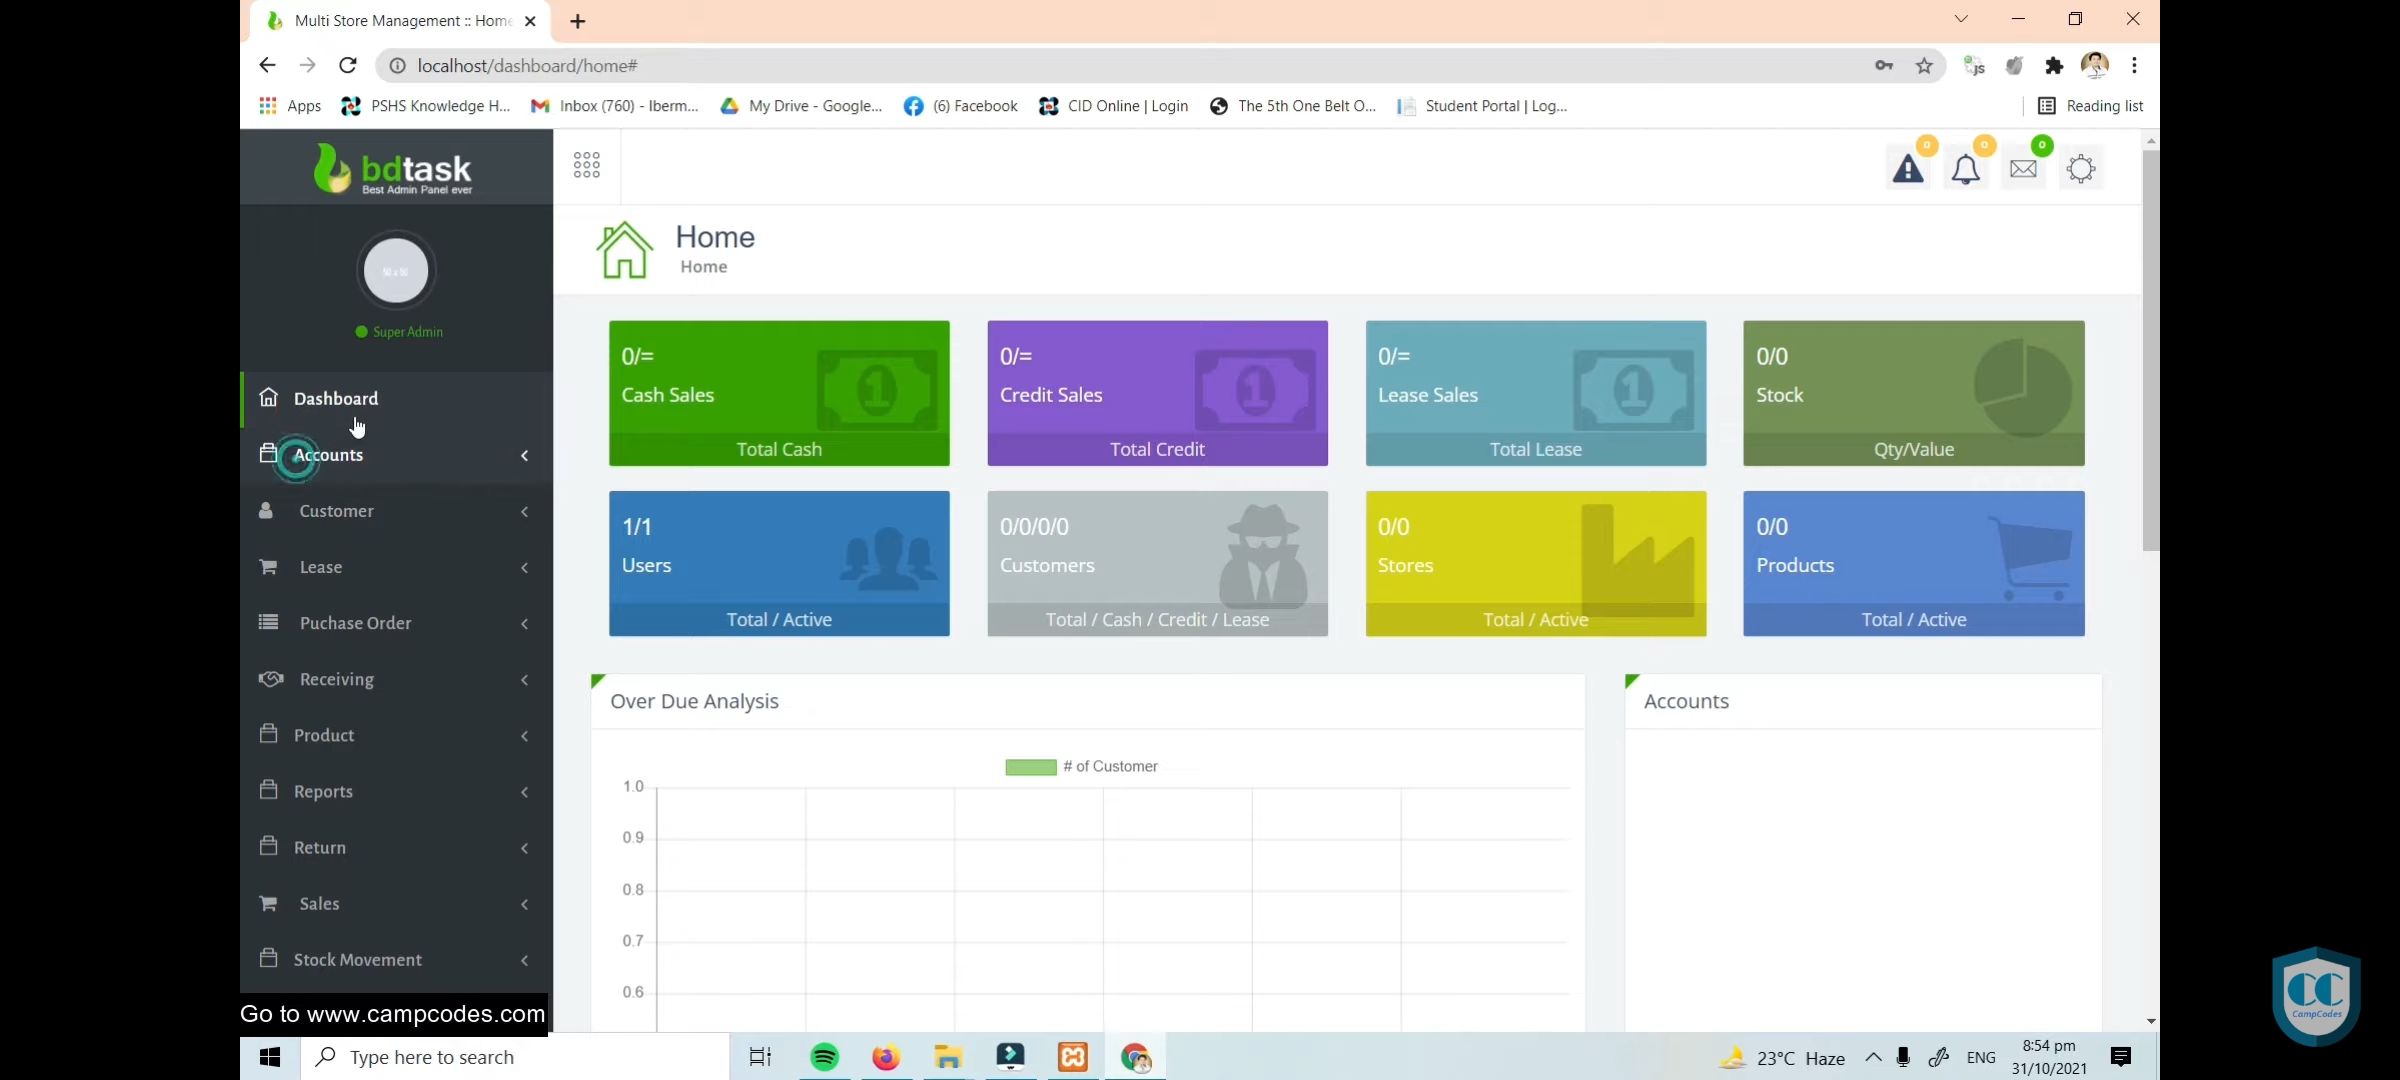 Multi Store Management :: Home
localhost/dashboard/home#
Apps
PSHS Knowledge H...
Inbox (760) - Iberm...
My Drive - Google...
(6) Facebook
CID Online | Login
The 5th One Belt O...
Student Portal | Log...
Reading list
bdtask
Best Admin Panel ever
0
0
0
Home
Home
Super Admin
Dashboard
Accounts
Customer
Lease
Puchase Order
Receiving
Product
Reports
Return
Sales
Stock Movement
0/=
Cash Sales
Total Cash
0/=
Credit Sales
Total Credit
0/=
Lease Sales
Total Lease
0/0
Stock
Qty/Value
1/1
Users
Total / Active
0/0/0/0
Customers
Total / Cash / Credit / Lease
0/0
Stores
Total / Active
0/0
Products
Total / Active
Over Due Analysis
# of Customer
1.0
0.9
0.8
0.7
0.6
Accounts
Go to www.campcodes.com
CC
CampCodes
Type here to search
23°C Haze
ENG
8:54 pm
31/10/2021